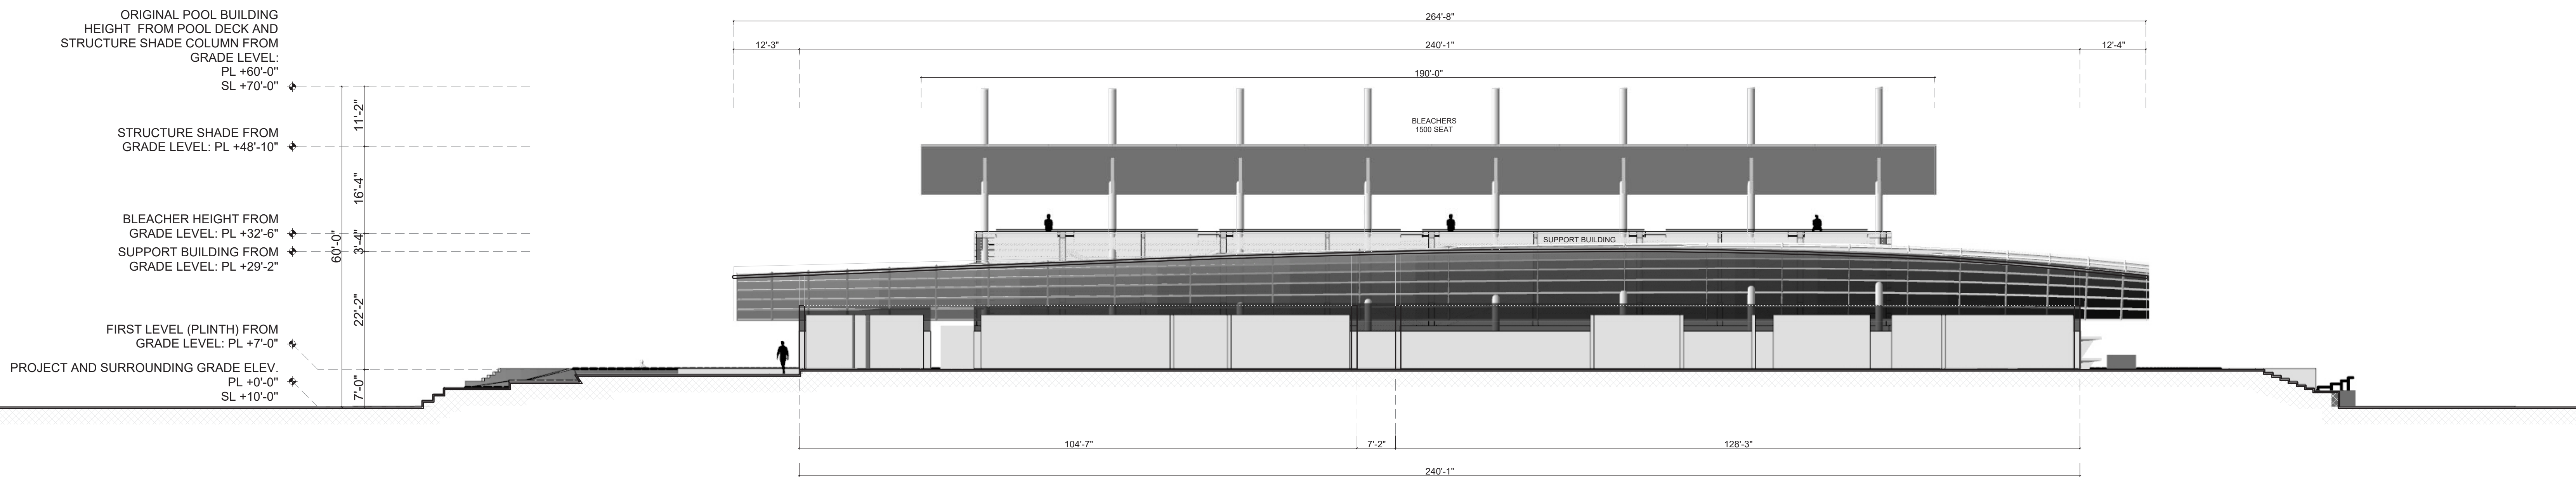 ORIGINAL POOL BUILDING
HEIGHT FROM POOL DECK AND
STRUCTURE SHADE COLUMN FROM
GRADE LEVEL:
PL +60'-0"
SL +70'-0"
STRUCTURE SHADE FROM
GRADE LEVEL: PL +48'-10"
BLEACHER HEIGHT FROM
GRADE LEVEL: PL +32'-6"
SUPPORT BUILDING FROM
GRADE LEVEL: PL +29'-2"
FIRST LEVEL (PLINTH) FROM
GRADE LEVEL: PL +7'-0"
PROJECT AND SURROUNDING GRADE ELEV.
PL +0'-0"
SL +10'-0"
60'-0"
11'-2"
16'-4"
3'-4"
22'-2"
7'-0"
264'-8"
12'-3"
240'-1"
12'-4"
190'-0"
BLEACHERS
1500 SEAT
SUPPORT BUILDING
104'-7"
7'-2"
128'-3"
240'-1"